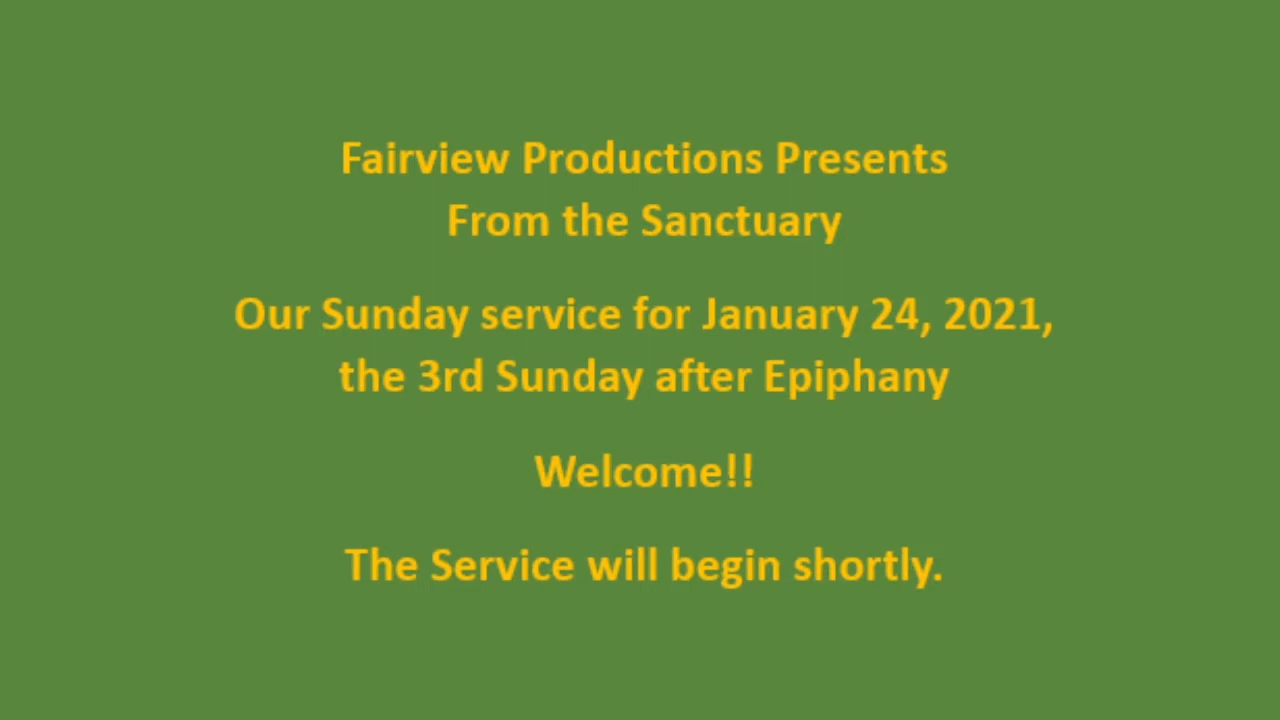 Fairview Productions Presents
From the Sanctuary
Our Sunday service for January 24, 2021,
the 3rd Sunday after Epiphany
Welcome!!
The Service will begin shortly.